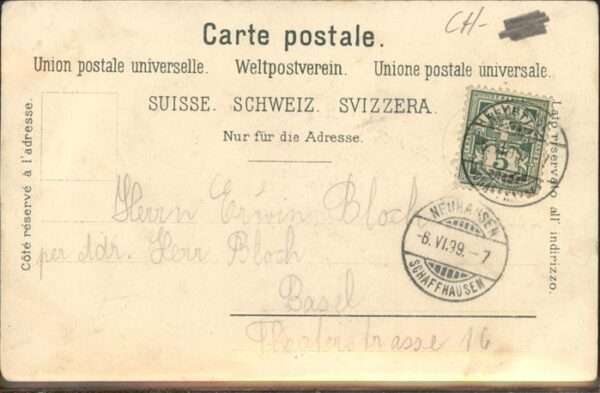 CH-
Carte postale.
Union postale universelle. Weltpostverein. Unione postale universale.
SUISSE. SCHWEIZ. SVIZZERA.
Nur für die Adresse.
Côté réservé à l'adresse.
Lato riservato all' indirizzo.
5
NEUHAUSEN
-6.VI.99.-7
SCHAFFHAUSEN
Herrn Erwin Bloch
per Adr. Herr Bloch
Basel
16